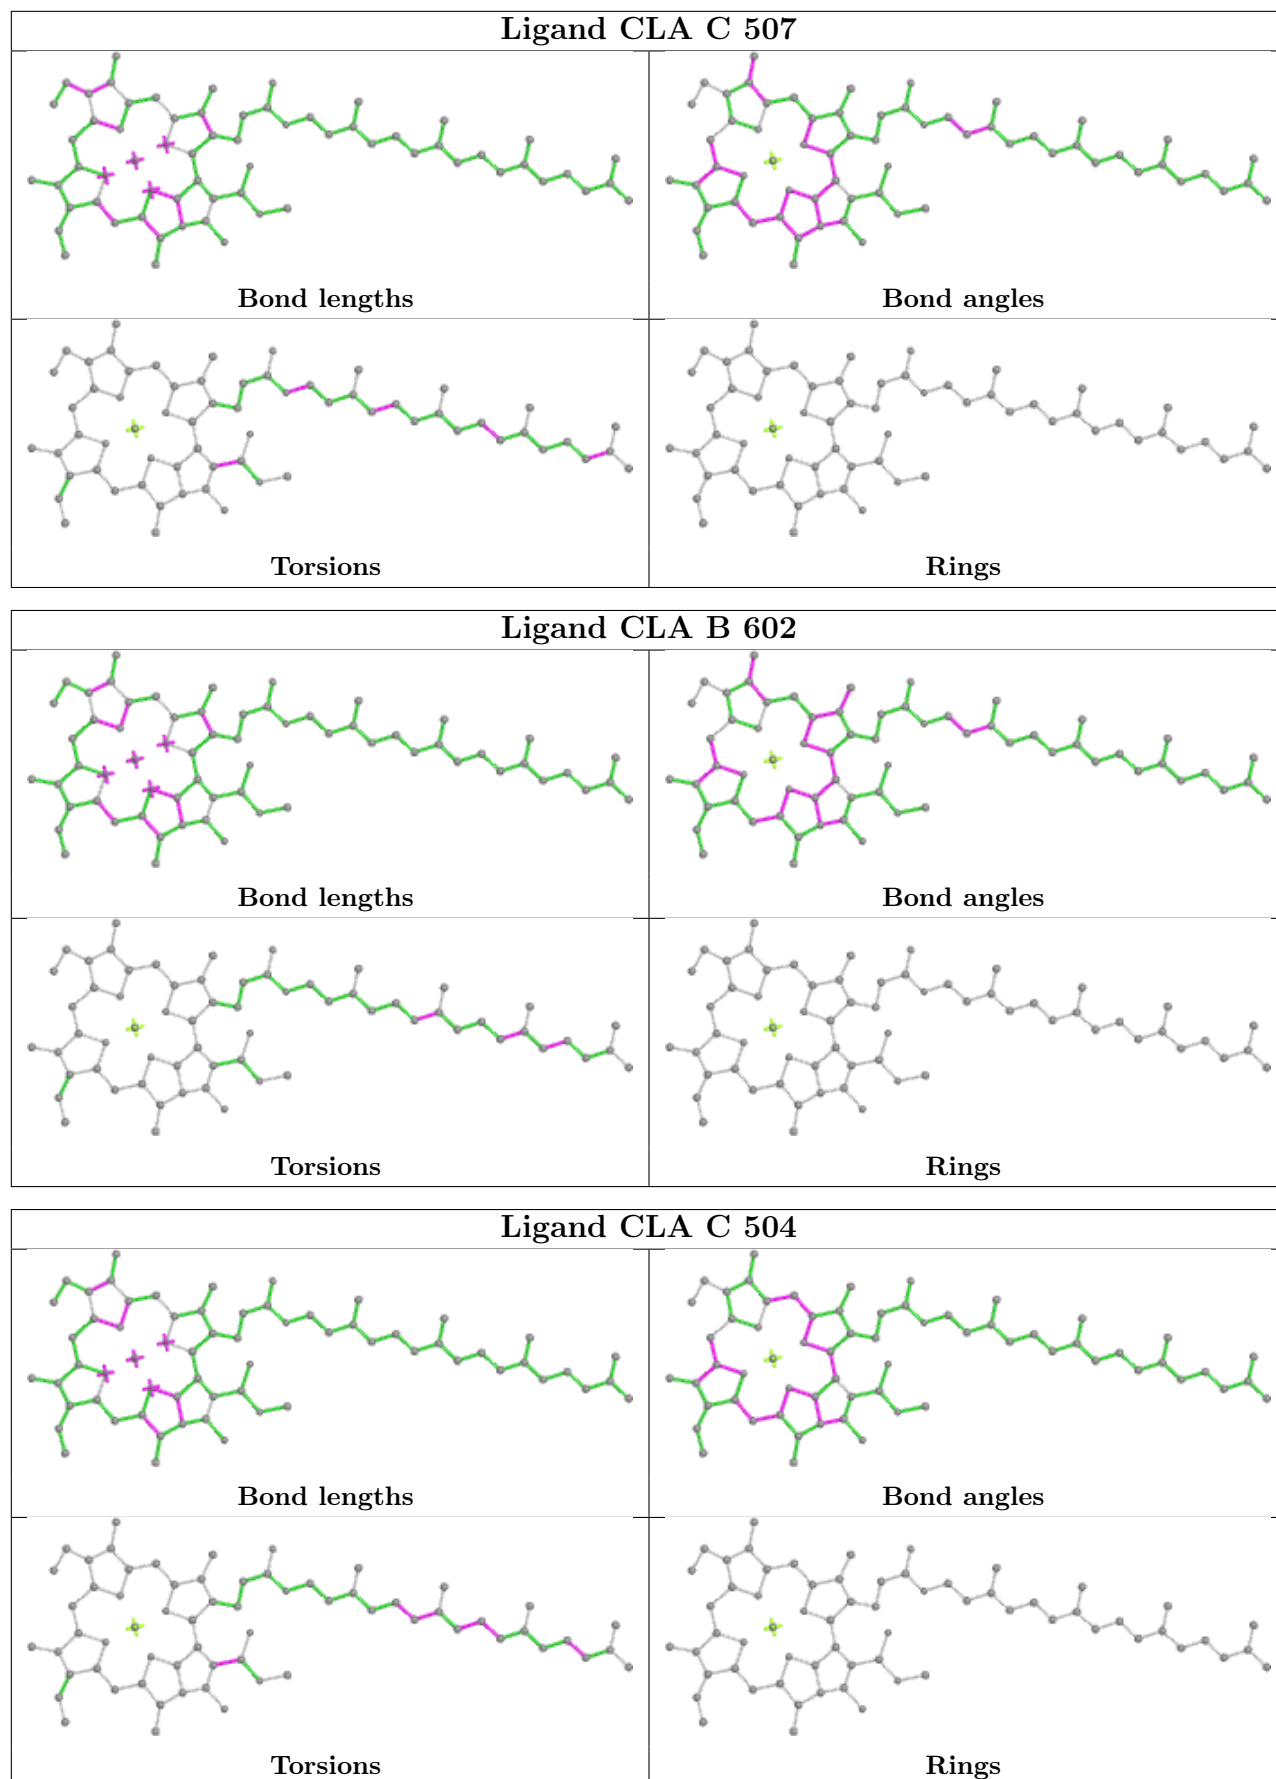 Ligand CLA C 507
Bond lengths
Bond angles
Torsions
Rings
Ligand CLA B 602
Bond lengths
Bond angles
Torsions
Rings
Ligand CLA C 504
Bond lengths
Bond angles
Torsions
Rings